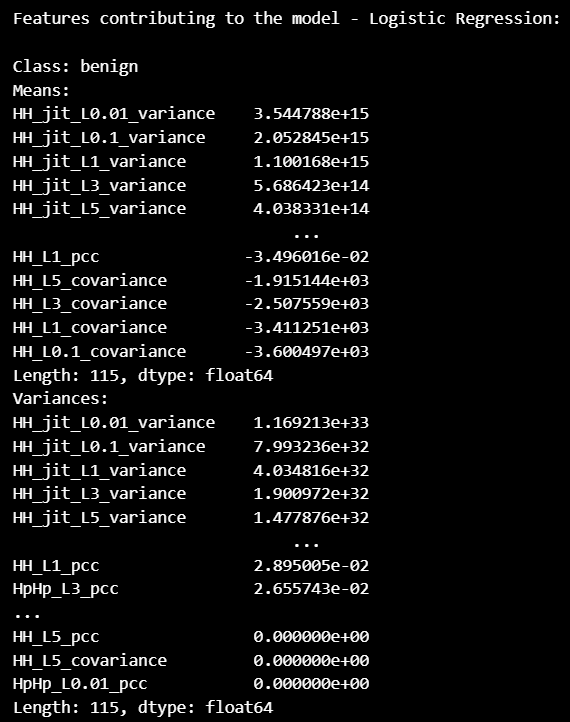 Features contributing to the model - Logistic Regression:
Class: benign
Means:
HH_jit_L0.01_variance    3.544788e+15
HH_jit_L0.1_variance     2.052845e+15
HH_jit_L1_variance       1.100168e+15
HH_jit_L3_variance       5.686423e+14
HH_jit_L5_variance       4.038331e+14
...
HH_L1_pcc               -3.496016e-02
HH_L5_covariance        -1.915144e+03
HH_L3_covariance        -2.507559e+03
HH_L1_covariance        -3.411251e+03
HH_L0.1_covariance      -3.600497e+03
Length: 115, dtype: float64
Variances:
HH_jit_L0.01_variance    1.169213e+33
HH_jit_L0.1_variance     7.993236e+32
HH_jit_L1_variance       4.034816e+32
HH_jit_L3_variance       1.900972e+32
HH_jit_L5_variance       1.477876e+32
...
HH_L1_pcc                2.895005e-02
HpHp_L3_pcc              2.655743e-02
...
HH_L5_pcc                0.000000e+00
HH_L5_covariance         0.000000e+00
HpHp_L0.01_pcc           0.000000e+00
Length: 115, dtype: float64